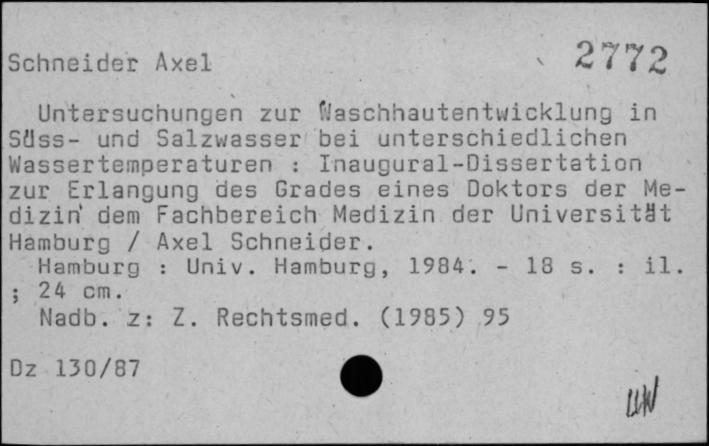 Schneider Axel 2772
Untersuchungen zur Waschhautentwicklung in
Süss- und Salzwasser bei unterschiedlichen
Wassertemperaturen : Inaugural-Dissertation
zur Erlangung des Grades eines Doktors der Me-
dizin dem Fachbereich Medizin der Universität
Hamburg / Axel Schneider.
Hamburg : Univ. Hamburg, 1984. - 18 s. : il.
; 24 cm.
Nadb. z: Z. Rechtsmed. (1985) 95
Dz 130/87